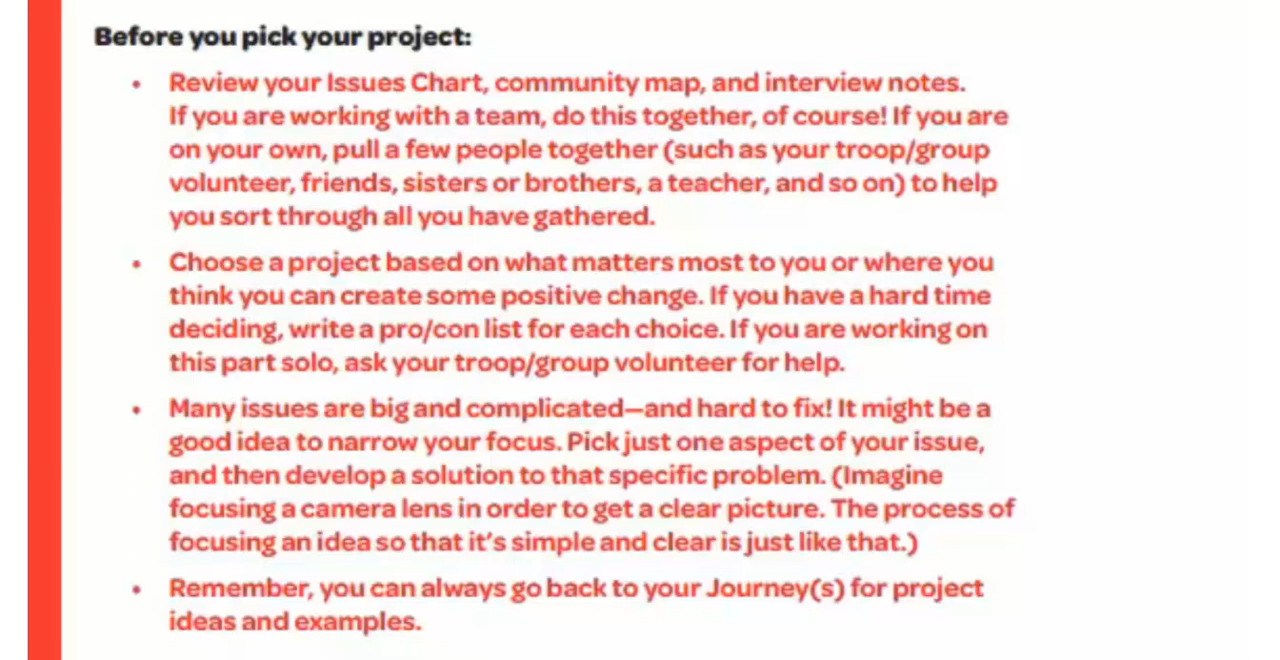 Before you pick your project:
• Review your Issues Chart, community map, and interview notes.
If you are working with a team, do this together, of course! If you are
on your own, pull a few people together (such as your troop/group
volunteer, friends, sisters or brothers, a teacher, and so on) to help
you sort through all you have gathered.
• Choose a project based on what matters most to you or where you
think you can create some positive change. If you have a hard time
deciding, write a pro/con list for each choice. If you are working on
this part solo, ask your troop/group volunteer for help.
• Many issues are big and complicated—and hard to fix! It might be a
good idea to narrow your focus. Pick just one aspect of your issue,
and then develop a solution to that specific problem. (Imagine
focusing a camera lens in order to get a clear picture. The process of
focusing an idea so that it's simple and clear is just like that.)
• Remember, you can always go back to your Journey(s) for project
ideas and examples.